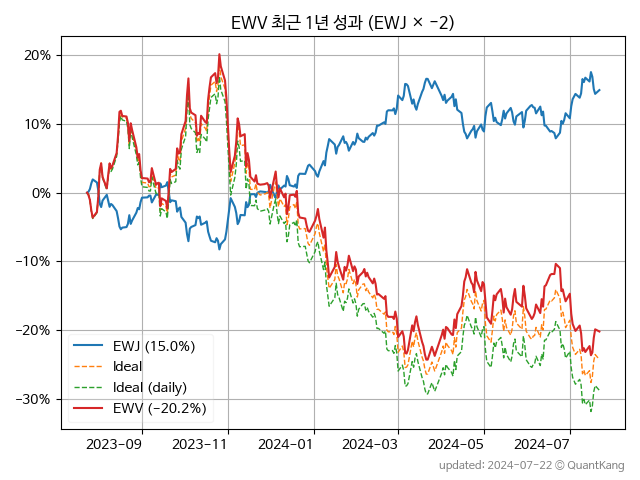 EWV 최근 1년 성과 (EWJ × −2)
20%
10%
0%
−10%
−20%
−30%
EWJ (15.0%)
Ideal
Ideal (daily)
EWV (−20.2%)
2023-09 2023-11 2024-01 2024-03 2024-05 2024-07
updated: 2024-07-22 © QuantKang